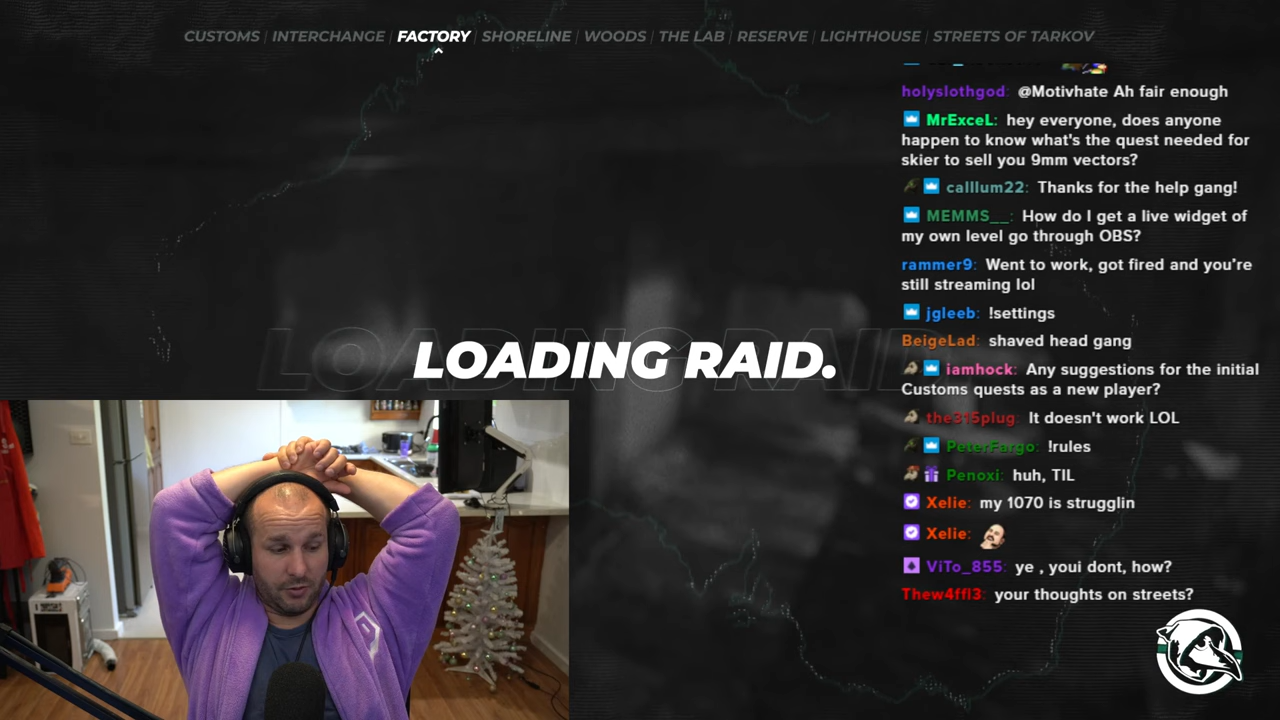 CUSTOMS | INTERCHANGE | FACTORY | SHORELINE | WOODS | THE LAB | RESERVE | LIGHTHOUSE | STREETS OF TARKOV
holyslothgod: @Motivhate Ah fair enough
MrExceL: hey everyone, does anyone
happen to know what's the quest needed for
skier to sell you 9mm vectors?
calllum22: Thanks for the help gang!
MEMMS__: How do I get a live widget of
my own level go through OBS?
rammer9: Went to work, got fired and you're
still streaming lol
jgleeb: !settings
BeigeLad: shaved head gang
LOADING RAID.
iamhock: Any suggestions for the initial
Customs quests as a new player?
the315plug: It doesn't work LOL
PeterFargo: !rules
Penoxi: huh, TIL
Xelie: my 1070 is strugglin
Xelie:
ViTo_855: ye , youi dont, how?
Thew4ffl3: your thoughts on streets?